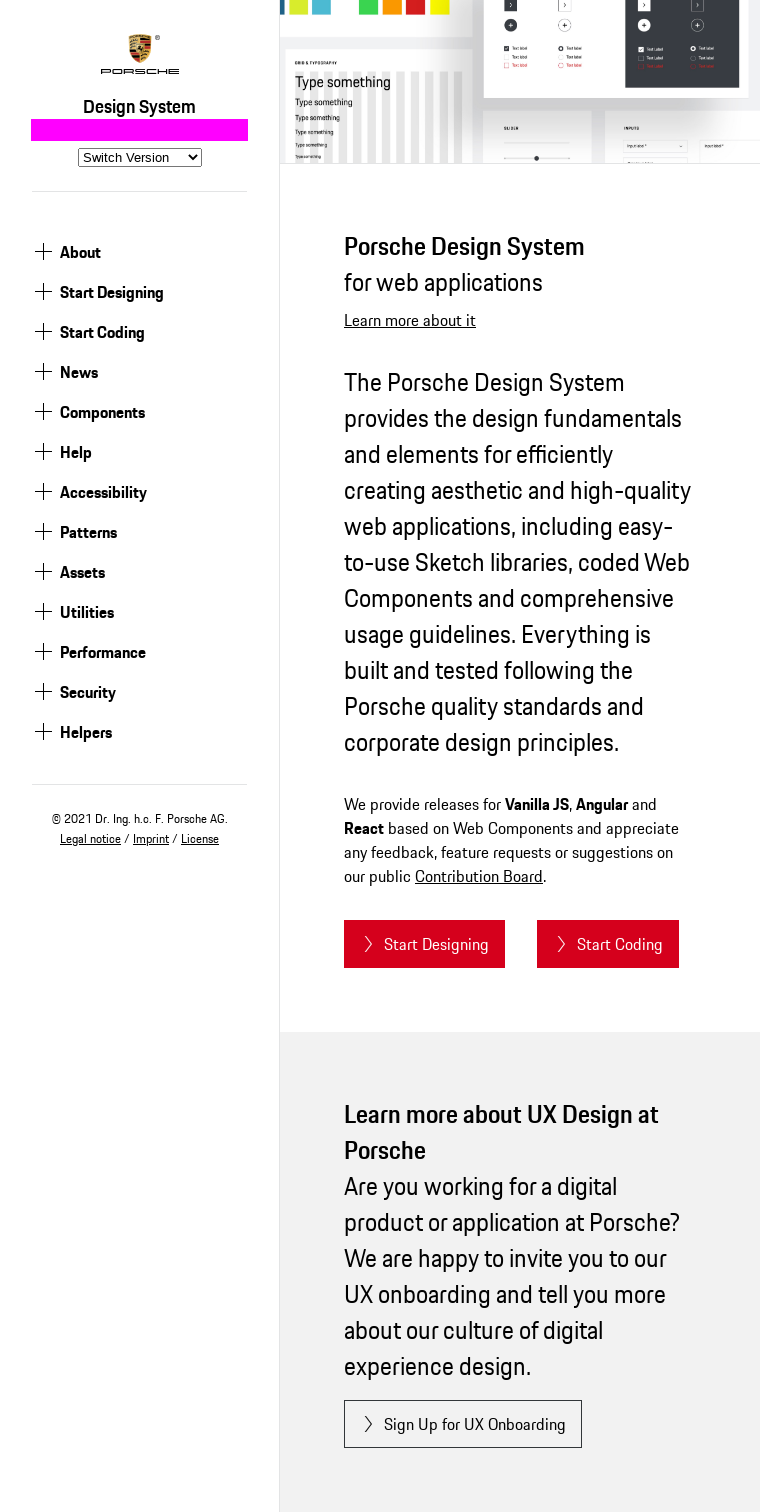 PORSCHE
Design System
Switch Version
About
Start Designing
Start Coding
News
Components
Help
Accessibility
Patterns
Assets
Utilities
Performance
Security
Helpers
© 2021 Dr. Ing. h.c. F. Porsche AG.
Legal notice / Imprint / License
Text label Text label Text label Text label
Text label Text label Text label Text label
Text label Text label Text label Text label
GRID & TYPOGRAPHY
Type something
Type something
Type something
Type something
Type something
Type something
SLIDER
INPUTS
Input label * Input label *
Porsche Design System
for web applications
Learn more about it
The Porsche Design System
provides the design fundamentals
and elements for efficiently
creating aesthetic and high-quality
web applications, including easy-
to-use Sketch libraries, coded Web
Components and comprehensive
usage guidelines. Everything is
built and tested following the
Porsche quality standards and
corporate design principles.
We provide releases for Vanilla JS, Angular and
React based on Web Components and appreciate
any feedback, feature requests or suggestions on
our public Contribution Board.
Start Designing Start Coding
Learn more about UX Design at
Porsche
Are you working for a digital
product or application at Porsche?
We are happy to invite you to our
UX onboarding and tell you more
about our culture of digital
experience design.
Sign Up for UX Onboarding